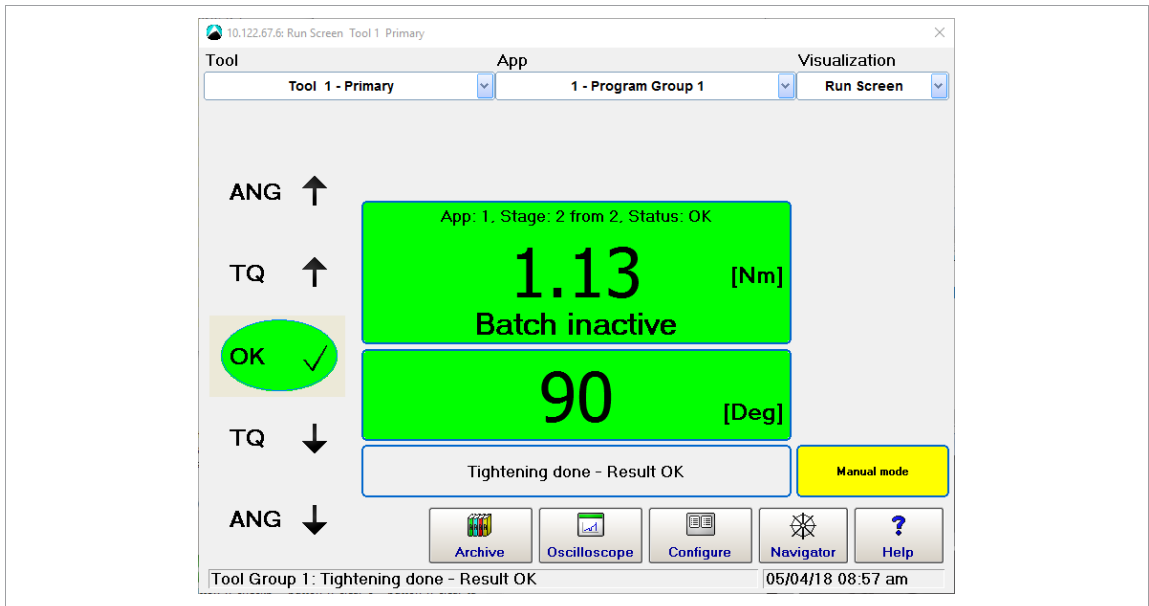 10.122.67.6: Run Screen Tool 1 Primary
Tool App Visualization
Tool 1 - Primary 1 - Program Group 1 Run Screen
ANG
TQ
OK
TQ
ANG
App: 1, Stage: 2 from 2, Status: OK
1.13 [Nm]
Batch inactive
90 [Deg]
Tightening done - Result OK
Manual mode
Archive Oscilloscope Configure Navigator Help
Tool Group 1: Tightening done - Result OK 05/04/18 08:57 am